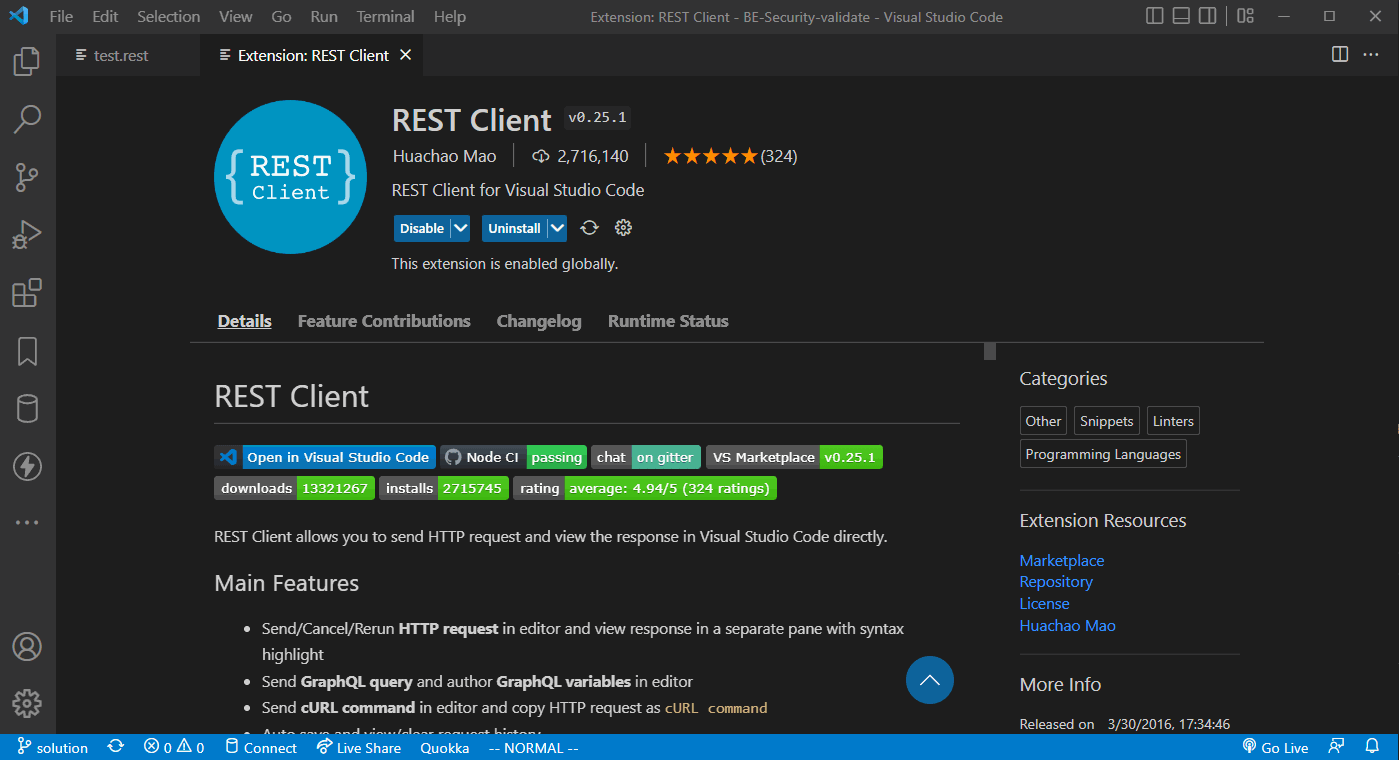 File Edit Selection View Go Run Terminal Help Extension: REST Client - BE-Security-validate - Visual Studio Code
test.rest Extension: REST Client
{REST Client}
REST Client v0.25.1
Huachao Mao 2,716,140 ★★★★★(324)
REST Client for Visual Studio Code
Disable Uninstall
This extension is enabled globally.
Details Feature Contributions Changelog Runtime Status
REST Client
Open in Visual Studio Code Node CI passing chat on gitter VS Marketplace v0.25.1
downloads 13321267 installs 2715745 rating average: 4.94/5 (324 ratings)
REST Client allows you to send HTTP request and view the response in Visual Studio Code directly.
Main Features
• Send/Cancel/Rerun HTTP request in editor and view response in a separate pane with syntax
highlight
• Send GraphQL query and author GraphQL variables in editor
• Send cURL command in editor and copy HTTP request as cURL command
• Auto save and view/clear request history
Categories
Other Snippets Linters
Programming Languages
Extension Resources
Marketplace
Repository
License
Huachao Mao
More Info
Released on 3/30/2016, 17:34:46
solution 0 0 Connect Live Share Quokka -- NORMAL -- Go Live